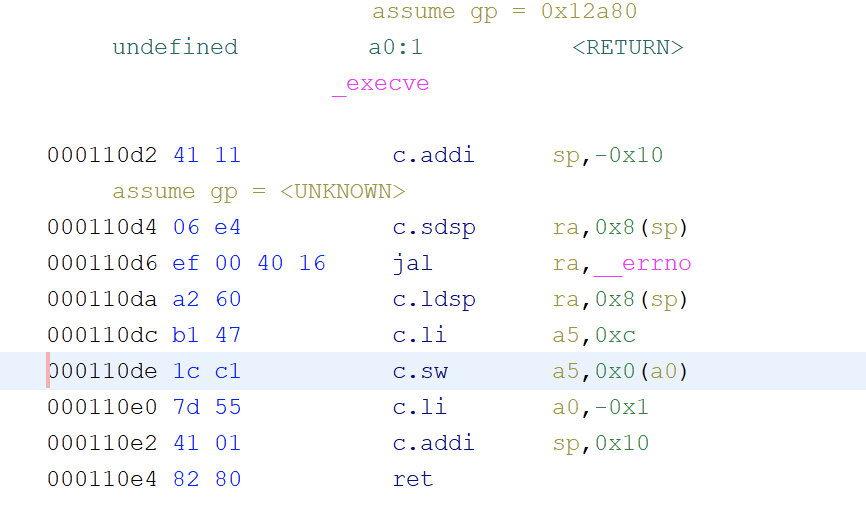 assume gp = 0x12a80
undefined a0:1 <RETURN>
_execve
000110d2 41 11 c.addi sp,-0x10
assume gp = <UNKNOWN>
000110d4 06 e4 c.sdsp ra,0x8(sp)
000110d6 ef 00 40 16 jal ra,__errno
000110da a2 60 c.ldsp ra,0x8(sp)
000110dc b1 47 c.li a5,0xc
000110de 1c c1 c.sw a5,0x0(a0)
000110e0 7d 55 c.li a0,-0x1
000110e2 41 01 c.addi sp,0x10
000110e4 82 80 ret